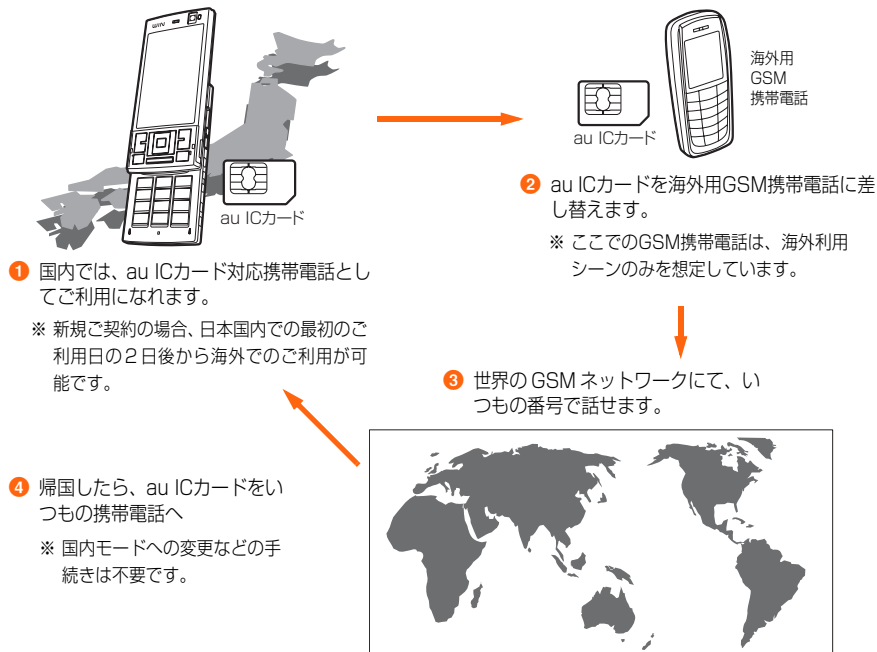 WIN
au ICカード
au ICカード
海外用
GSM
携帯電話
❶ 国内では、au ICカード対応携帯電話とし
てご利用になれます。
※ 新規ご契約の場合、日本国内での最初のご
利用日の2日後から海外でのご利用が可
能です。
❷ au ICカードを海外用GSM携帯電話に差
し替えます。
※ ここでのGSM携帯電話は、海外利用
シーンのみを想定しています。
❸ 世界の GSM ネットワークにて、い
つもの番号で話せます。
❹ 帰国したら、au ICカードをい
つもの携帯電話へ
※ 国内モードへの変更などの手
続きは不要です。